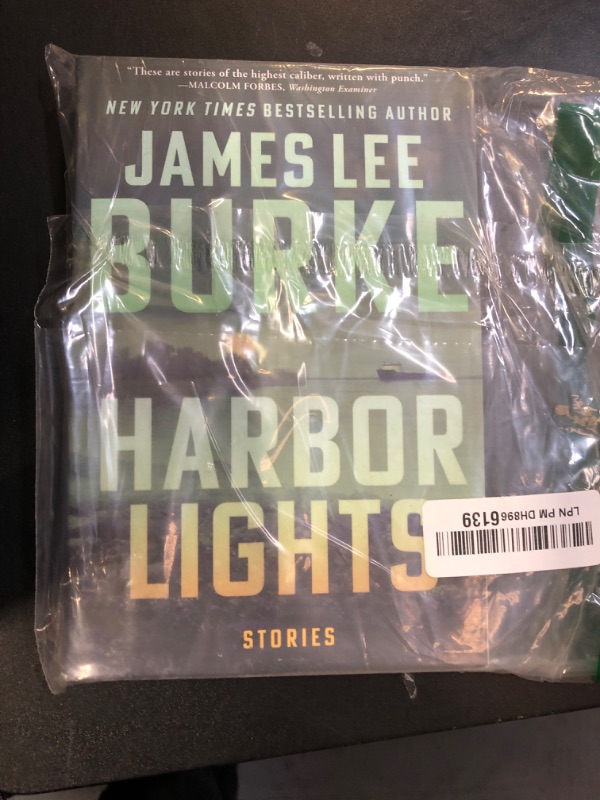 "These are stories of the highest caliber, written with punch."
—MALCOLM FORBES, Washington Examiner
NEW YORK TIMES BESTSELLING AUTHOR
JAMES LEE
BURKE
HARBOR
LIGHTS
STORIES
LPN PM DH8996139